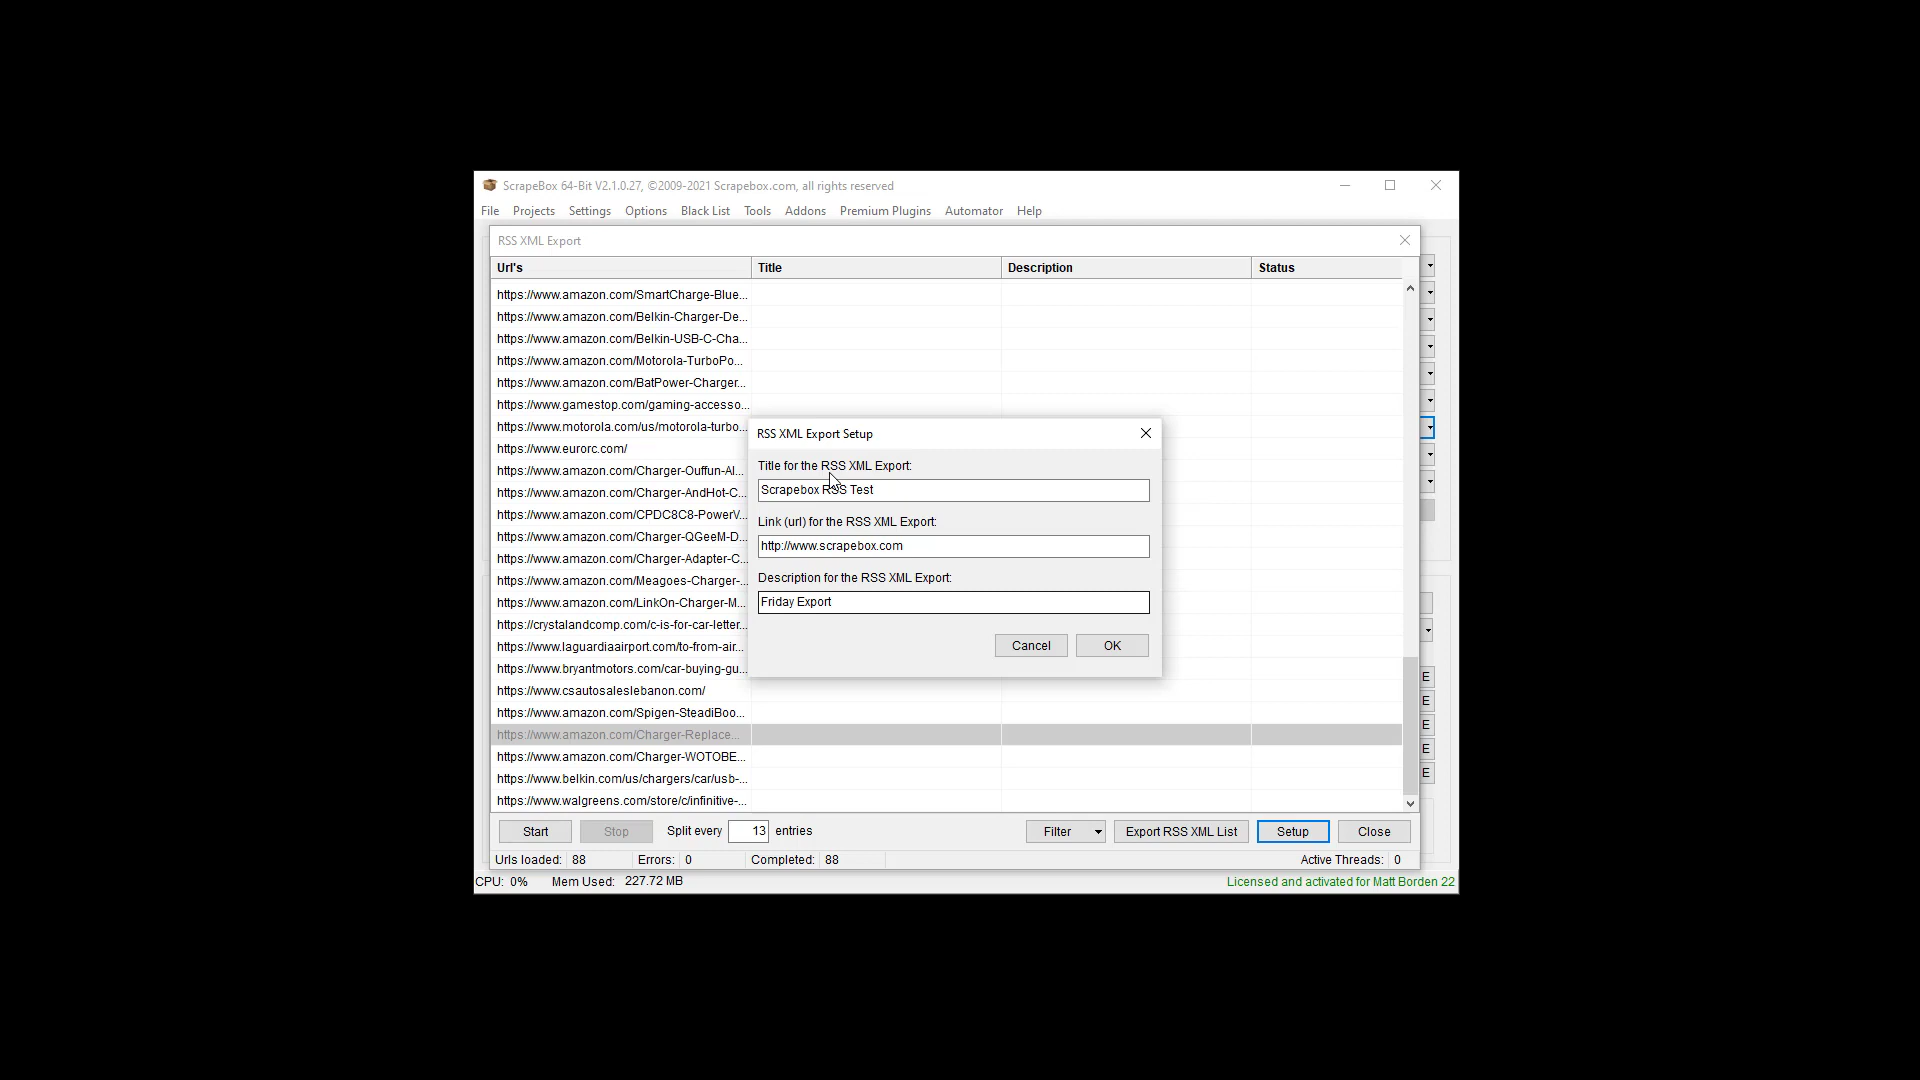 ScrapeBox 64-Bit V2.1.0.27, ©2009-2021 Scrapebox.com, all rights reserved
File Projects Settings Options Black List Tools Addons Premium Plugins Automator Help
RSS XML Export
Url's Title Description Status
https://www.amazon.com/SmartCharge-Blue...
https://www.amazon.com/Belkin-Charger-De...
https://www.amazon.com/Belkin-USB-C-Cha...
https://www.amazon.com/Motorola-TurboPo...
https://www.amazon.com/BatPower-Charger...
https://www.gamestop.com/gaming-accesso...
https://www.motorola.com/us/motorola-turbo...
https://www.eurorc.com/
https://www.amazon.com/Charger-Ouffun-Al...
https://www.amazon.com/Charger-AndHot-C...
https://www.amazon.com/CPDC8C8-PowerV...
https://www.amazon.com/Charger-QGeeM-D...
https://www.amazon.com/Charger-Adapter-C...
https://www.amazon.com/Meagoes-Charger-...
https://www.amazon.com/LinkOn-Charger-M...
https://crystalandcomp.com/c-is-for-car-letter...
https://www.laguardiaairport.com/to-from-air...
https://www.bryantmotors.com/car-buying-gu...
https://www.csautosaleslebanon.com/
https://www.amazon.com/Spigen-SteadiBoo...
https://www.amazon.com/Charger-Replace...
https://www.amazon.com/Charger-WOTOBE...
https://www.belkin.com/us/chargers/car/usb-...
https://www.walgreens.com/store/c/infinitive-...
RSS XML Export Setup
Title for the RSS XML Export:
Scrapebox RSS Test
Link (url) for the RSS XML Export:
http://www.scrapebox.com
Description for the RSS XML Export:
Friday Export
Cancel OK
E
E
E
E
E
Start Stop Split every 13 entries Filter Export RSS XML List Setup Close
Urls loaded: 88 Errors: 0 Completed: 88 Active Threads: 0
CPU: 0% Mem Used: 227.72 MB Licensed and activated for Matt Borden 22